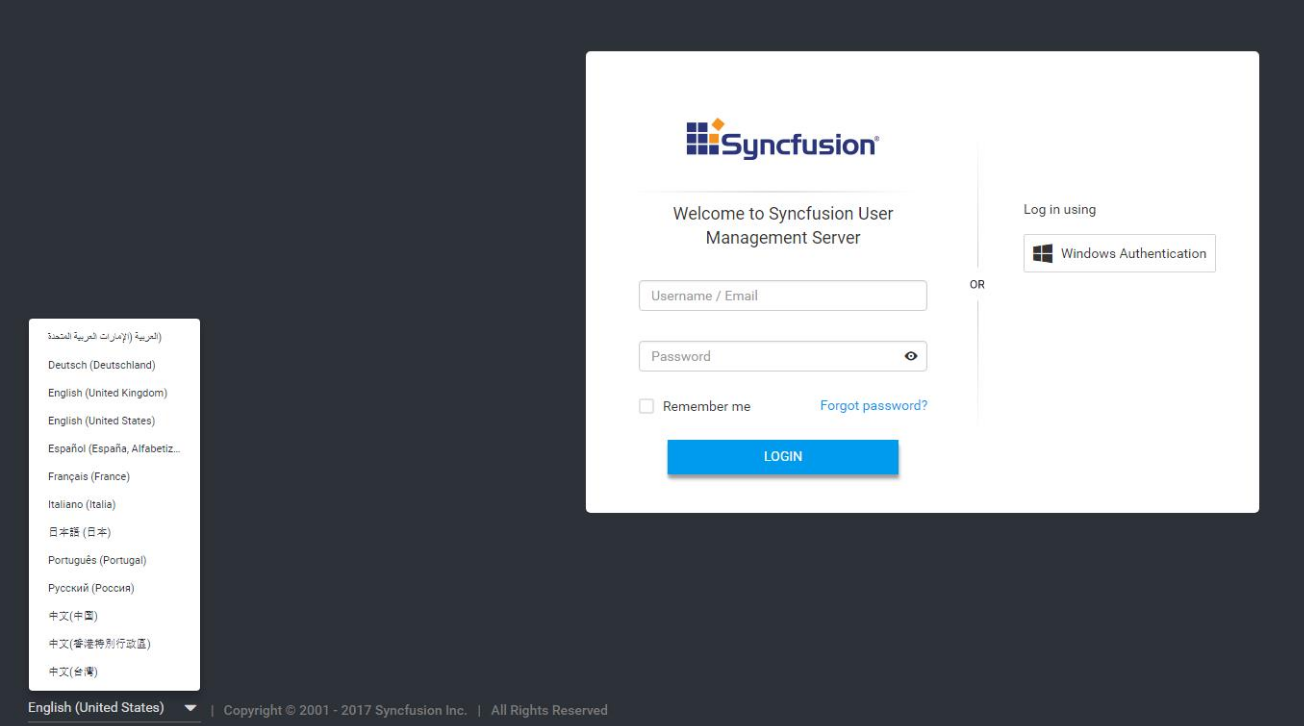 Syncfusion®
Welcome to Syncfusion User
Management Server
Username / Email
Password
Remember me
Forgot password?
LOGIN
OR
Log in using
Windows Authentication
العربية (الإمارات العربية المتحدة)
Deutsch (Deutschland)
English (United Kingdom)
English (United States)
Español (España, Alfabetiz...
Français (France)
Italiano (Italia)
日本語 (日本)
Português (Portugal)
Русский (Россия)
中文(中国)
中文(香港特別行政區)
中文(台灣)
English (United States)
| Copyright © 2001 - 2017 Syncfusion Inc. | All Rights Reserved